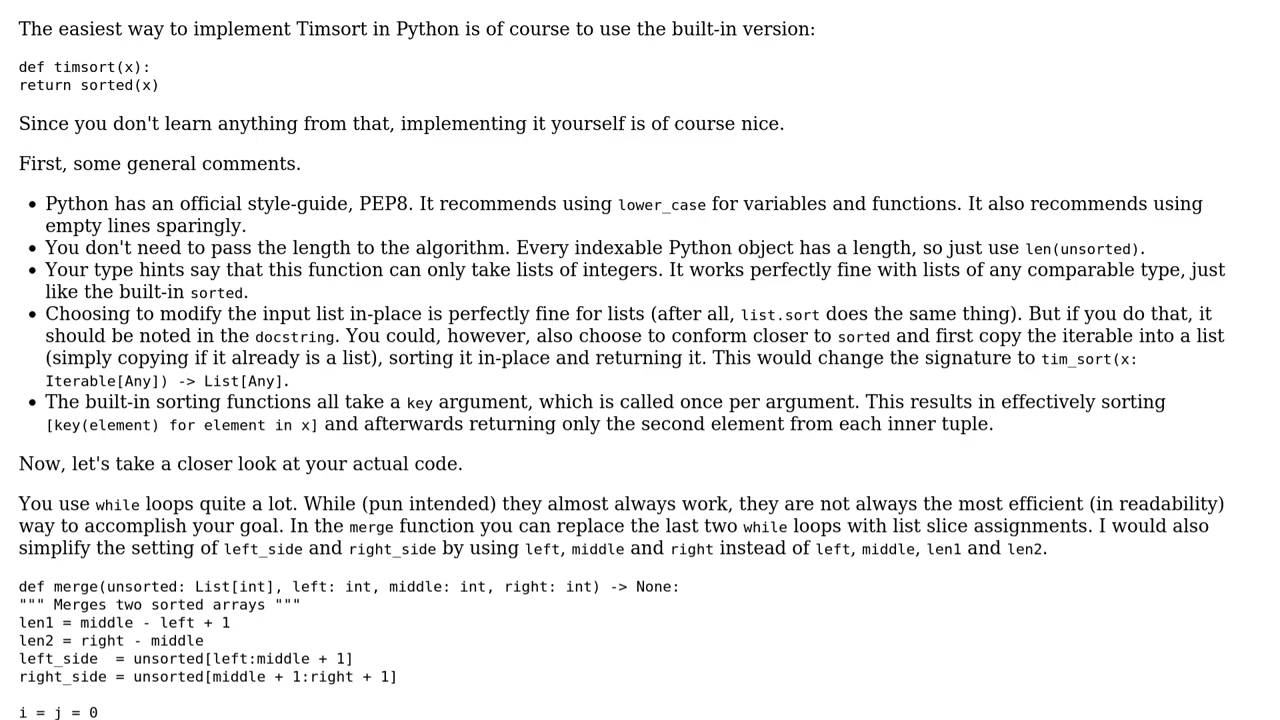 The easiest way to implement Timsort in Python is of course to use the built-in version:
def timsort(x):
return sorted(x)
Since you don't learn anything from that, implementing it yourself is of course nice.
First, some general comments.
• Python has an official style-guide, PEP8. It recommends using lower_case for variables and functions. It also recommends using
empty lines sparingly.
• You don't need to pass the length to the algorithm. Every indexable Python object has a length, so just use len(unsorted).
• Your type hints say that this function can only take lists of integers. It works perfectly fine with lists of any comparable type, just
like the built-in sorted.
• Choosing to modify the input list in-place is perfectly fine for lists (after all, list.sort does the same thing). But if you do that, it
should be noted in the docstring. You could, however, also choose to conform closer to sorted and first copy the iterable into a list
(simply copying if it already is a list), sorting it in-place and returning it. This would change the signature to tim_sort(x:
Iterable[Any]) -> List[Any].
• The built-in sorting functions all take a key argument, which is called once per argument. This results in effectively sorting
[key(element) for element in x] and afterwards returning only the second element from each inner tuple.
Now, let's take a closer look at your actual code.
You use while loops quite a lot. While (pun intended) they almost always work, they are not always the most efficient (in readability)
way to accomplish your goal. In the merge function you can replace the last two while loops with list slice assignments. I would also
simplify the setting of left_side and right_side by using left, middle and right instead of left, middle, len1 and len2.
def merge(unsorted: List[int], left: int, middle: int, right: int) -> None:
""" Merges two sorted arrays """
len1 = middle - left + 1
len2 = right - middle
left_side  = unsorted[left:middle + 1]
right_side = unsorted[middle + 1:right + 1]
i = j = 0